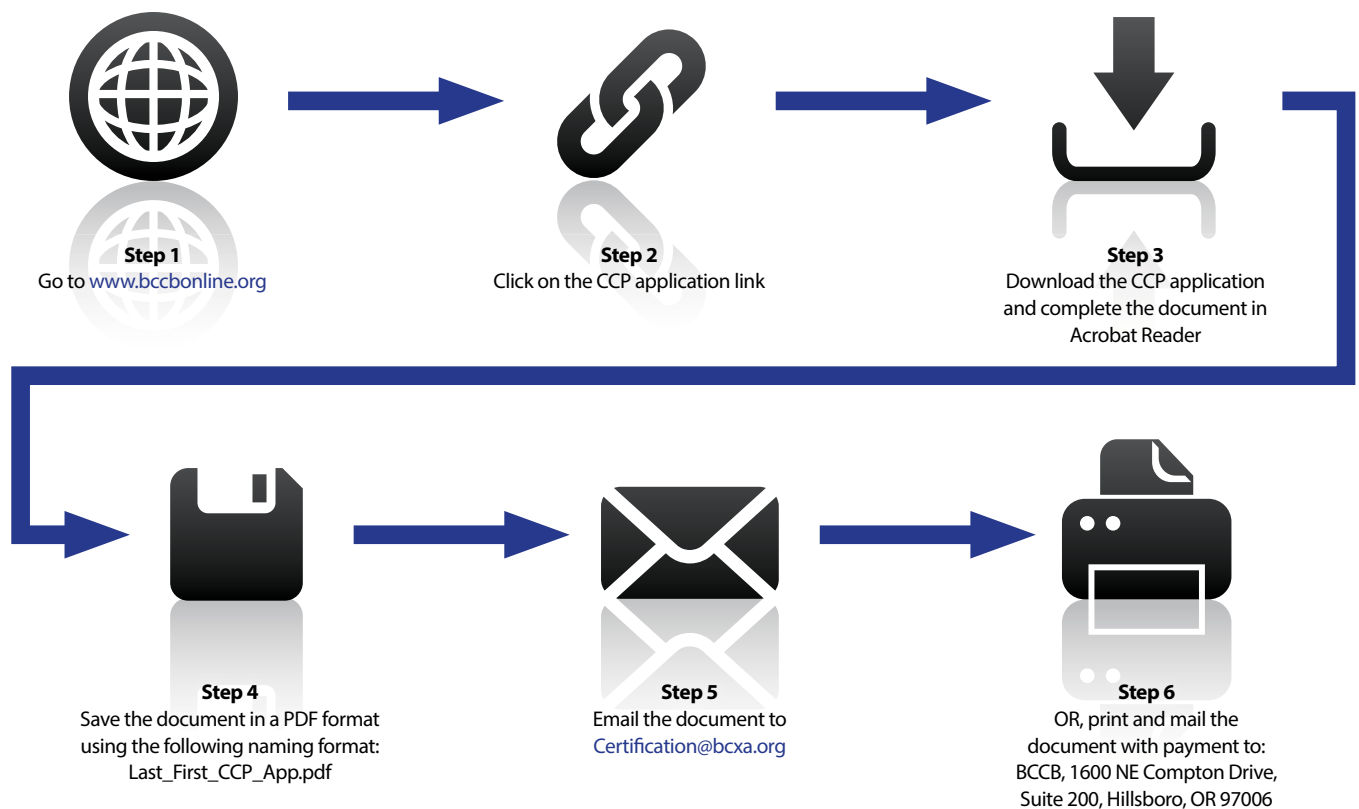 Step 1
Go to www.bccbonline.org
Step 2
Click on the CCP application link
Step 3
Download the CCP application
and complete the document in
Acrobat Reader
Step 4
Save the document in a PDF format
using the following naming format:
Last_First_CCP_App.pdf
Step 5
Email the document to
Certification@bcxa.org
Step 6
OR, print and mail the
document with payment to:
BCCB, 1600 NE Compton Drive,
Suite 200, Hillsboro, OR 97006